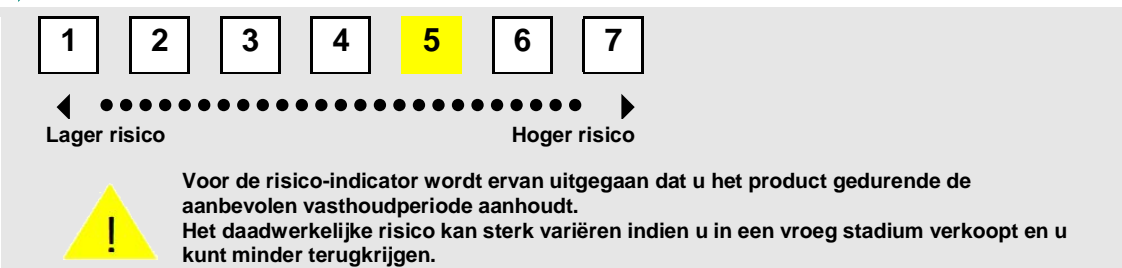 1 2 3 4 5 6 7
Lager risico Hoger risico
Voor de risico-indicator wordt ervan uitgegaan dat u het product gedurende de
aanbevolen vasthoudperiode aanhoudt.
Het daadwerkelijke risico kan sterk variëren indien u in een vroeg stadium verkoopt en u
kunt minder terugkrijgen.